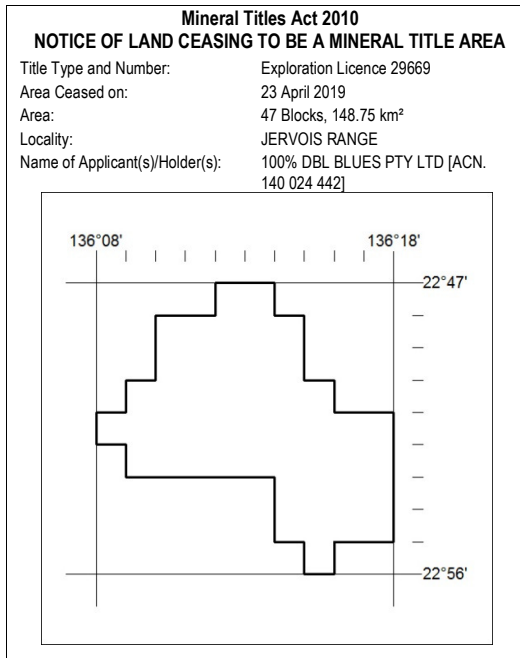 Mineral Titles Act 2010
NOTICE OF LAND CEASING TO BE A MINERAL TITLE AREA
Title Type and Number: Exploration Licence 29669
Area Ceased on: 23 April 2019
Area: 47 Blocks, 148.75 km²
Locality: JERVOIS RANGE
Name of Applicant(s)/Holder(s): 100% DBL BLUES PTY LTD [ACN.
140 024 442]
136°08' 136°18'
22°47'
22°56'